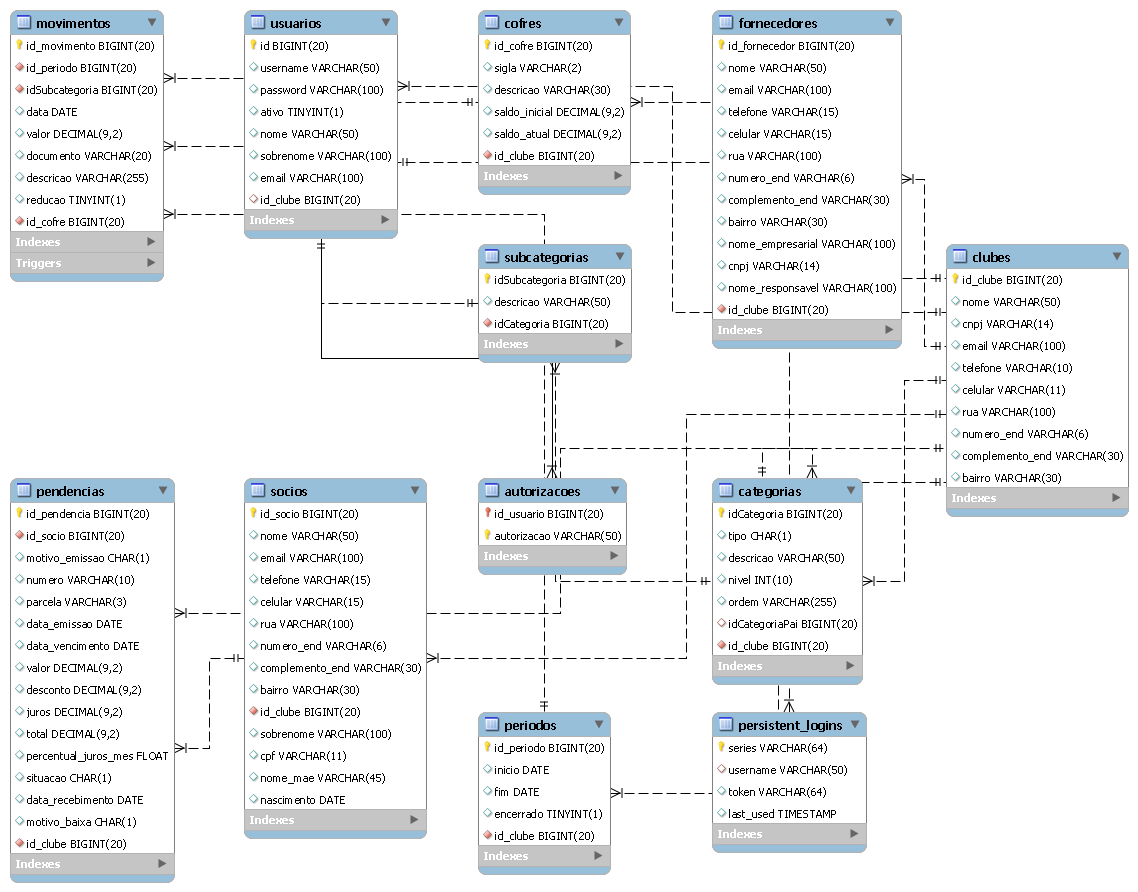 movimentos
id_movimento BIGINT(20)
id_periodo BIGINT(20)
idSubcategoria BIGINT(20)
data DATE
valor DECIMAL(9,2)
documento VARCHAR(20)
descricao VARCHAR(255)
reducao TINYINT(1)
id_cofre BIGINT(20)
Indexes
Triggers
usuarios
id BIGINT(20)
username VARCHAR(50)
password VARCHAR(100)
ativo TINYINT(1)
nome VARCHAR(50)
sobrenome VARCHAR(100)
email VARCHAR(100)
id_clube BIGINT(20)
Indexes
cofres
id_cofre BIGINT(20)
sigla VARCHAR(2)
descricao VARCHAR(30)
saldo_inicial DECIMAL(9,2)
saldo_atual DECIMAL(9,2)
id_clube BIGINT(20)
Indexes
fornecedores
id_fornecedor BIGINT(20)
nome VARCHAR(50)
email VARCHAR(100)
telefone VARCHAR(15)
celular VARCHAR(15)
rua VARCHAR(100)
numero_end VARCHAR(6)
complemento_end VARCHAR(30)
bairro VARCHAR(30)
nome_empresarial VARCHAR(100)
cnpj VARCHAR(14)
nome_responsavel VARCHAR(100)
id_clube BIGINT(20)
Indexes
subcategorias
idSubcategoria BIGINT(20)
descricao VARCHAR(50)
idCategoria BIGINT(20)
Indexes
clubes
id_clube BIGINT(20)
nome VARCHAR(50)
cnpj VARCHAR(14)
email VARCHAR(100)
telefone VARCHAR(10)
celular VARCHAR(11)
rua VARCHAR(100)
numero_end VARCHAR(6)
complemento_end VARCHAR(30)
bairro VARCHAR(30)
Indexes
pendencias
id_pendencia BIGINT(20)
id_socio BIGINT(20)
motivo_emissao CHAR(1)
numero VARCHAR(10)
parcela VARCHAR(3)
data_emissao DATE
data_vencimento DATE
valor DECIMAL(9,2)
desconto DECIMAL(9,2)
juros DECIMAL(9,2)
total DECIMAL(9,2)
percentual_juros_mes FLOAT
situacao CHAR(1)
data_recebimento DATE
motivo_baixa CHAR(1)
id_clube BIGINT(20)
Indexes
socios
id_socio BIGINT(20)
nome VARCHAR(50)
email VARCHAR(100)
telefone VARCHAR(15)
celular VARCHAR(15)
rua VARCHAR(100)
numero_end VARCHAR(6)
complemento_end VARCHAR(30)
bairro VARCHAR(30)
id_clube BIGINT(20)
sobrenome VARCHAR(100)
cpf VARCHAR(11)
nome_mae VARCHAR(45)
nascimento DATE
Indexes
autorizacoes
id_usuario BIGINT(20)
autorizacao VARCHAR(50)
Indexes
categorias
idCategoria BIGINT(20)
tipo CHAR(1)
descricao VARCHAR(50)
nivel INT(10)
ordem VARCHAR(255)
idCategoriaPai BIGINT(20)
id_clube BIGINT(20)
Indexes
periodos
id_periodo BIGINT(20)
inicio DATE
fim DATE
encerrado TINYINT(1)
id_clube BIGINT(20)
Indexes
persistent_logins
series VARCHAR(64)
username VARCHAR(50)
token VARCHAR(64)
last_used TIMESTAMP
Indexes